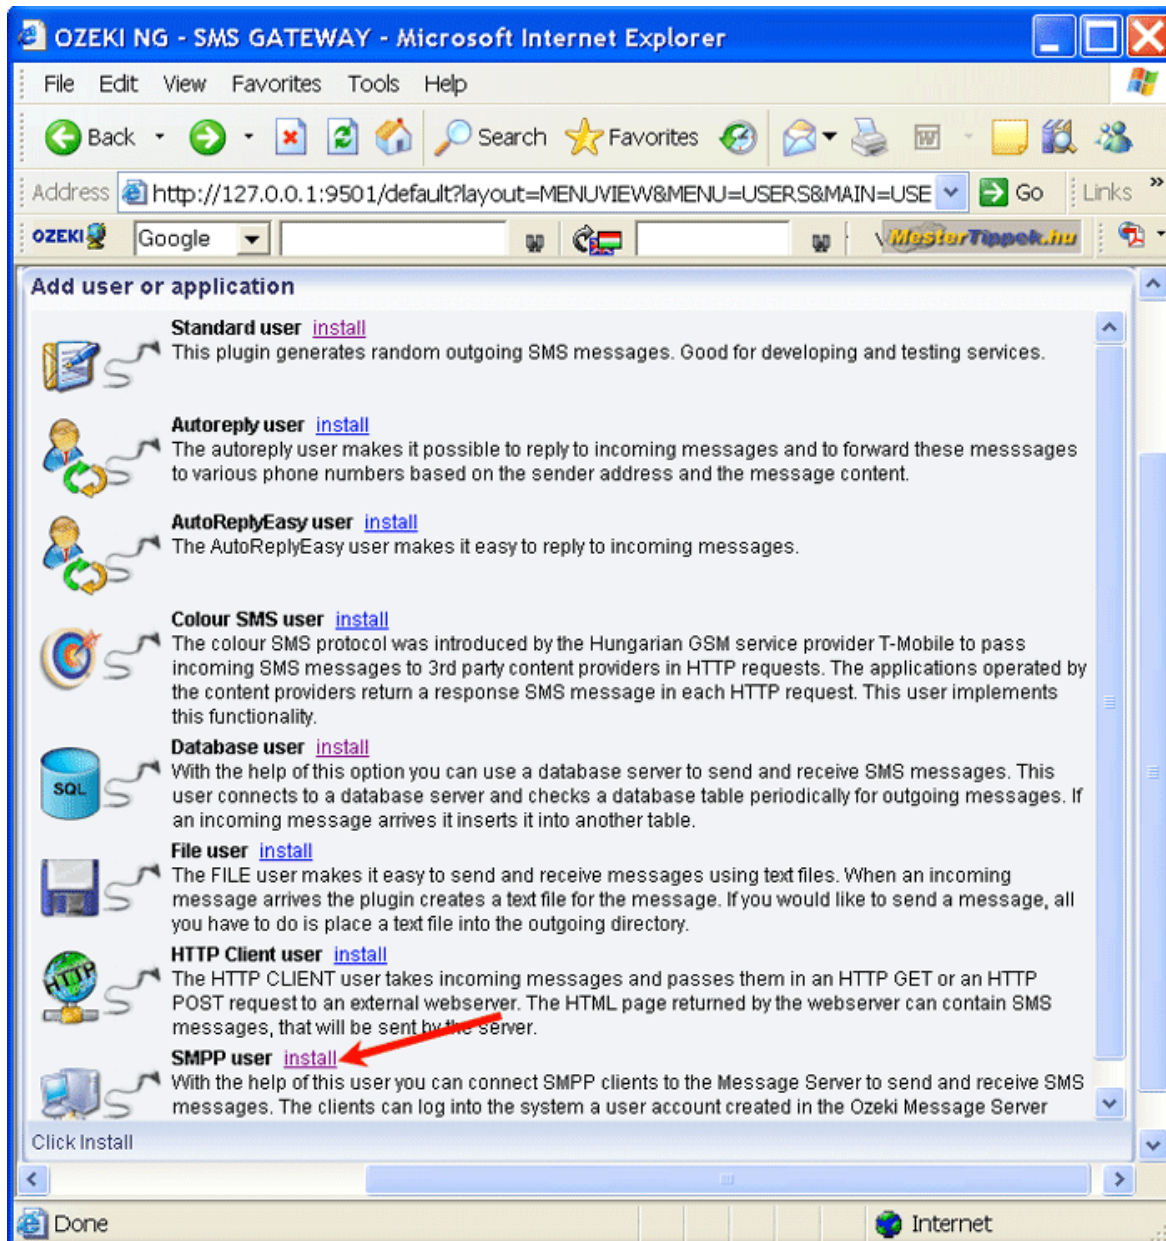 OZEKI NG - SMS GATEWAY - Microsoft Internet Explorer
File Edit View Favorites Tools Help
Back Search Favorites
Address http://127.0.0.1:9501/default?layout=MENUVIEW&MENU=USERS&MAIN=USE Go Links »
OZEKI Google MesterTippek.hu
Add user or application
Standard user install
This plugin generates random outgoing SMS messages. Good for developing and testing services.
Autoreply user install
The autoreply user makes it possible to reply to incoming messages and to forward these messsages
to various phone numbers based on the sender address and the message content.
AutoReplyEasy user install
The AutoReplyEasy user makes it easy to reply to incoming messages.
Colour SMS user install
The colour SMS protocol was introduced by the Hungarian GSM service provider T-Mobile to pass
incoming SMS messages to 3rd party content providers in HTTP requests. The applications operated by
the content providers return a response SMS message in each HTTP request. This user implements
this functionality.
Database user install
SQL
With the help of this option you can use a database server to send and receive SMS messages. This
user connects to a database server and checks a database table periodically for outgoing messages. If
an incoming message arrives it inserts it into another table.
File user install
The FILE user makes it easy to send and receive messages using text files. When an incoming
message arrives the plugin creates a text file for the message. If you would like to send a message, all
you have to do is place a text file into the outgoing directory.
HTTP Client user install
HTTP
The HTTP CLIENT user takes incoming messages and passes them in an HTTP GET or an HTTP
POST request to an external webserver. The HTML page returned by the webserver can contain SMS
messages, that will be sent by the server.
SMPP user install
With the help of this user you can connect SMPP clients to the Message Server to send and receive SMS
messages. The clients can log into the system a user account created in the Ozeki Message Server
Click Install
Done Internet